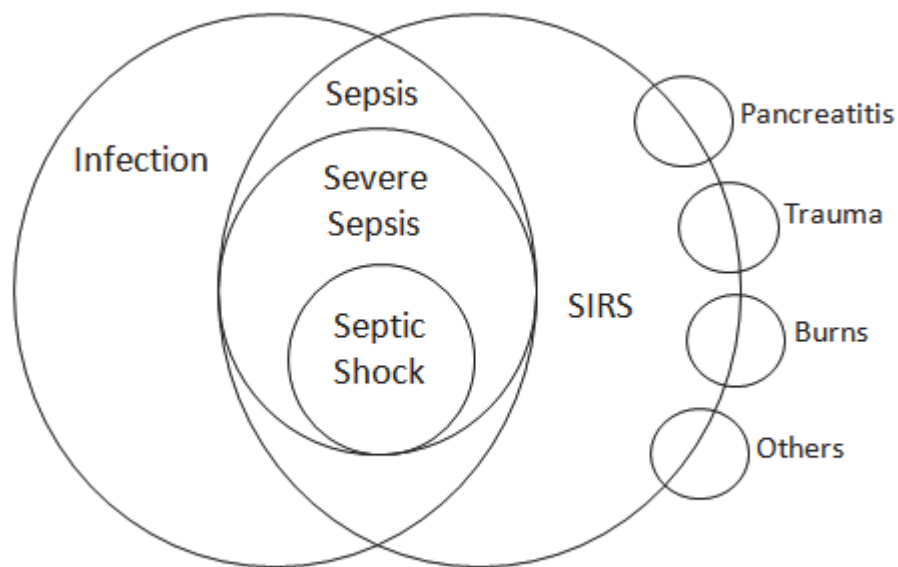 Sepsis
Infection
Severe
Sepsis
Septic
Shock
SIRS
Pancreatitis
Trauma
Burns
Others